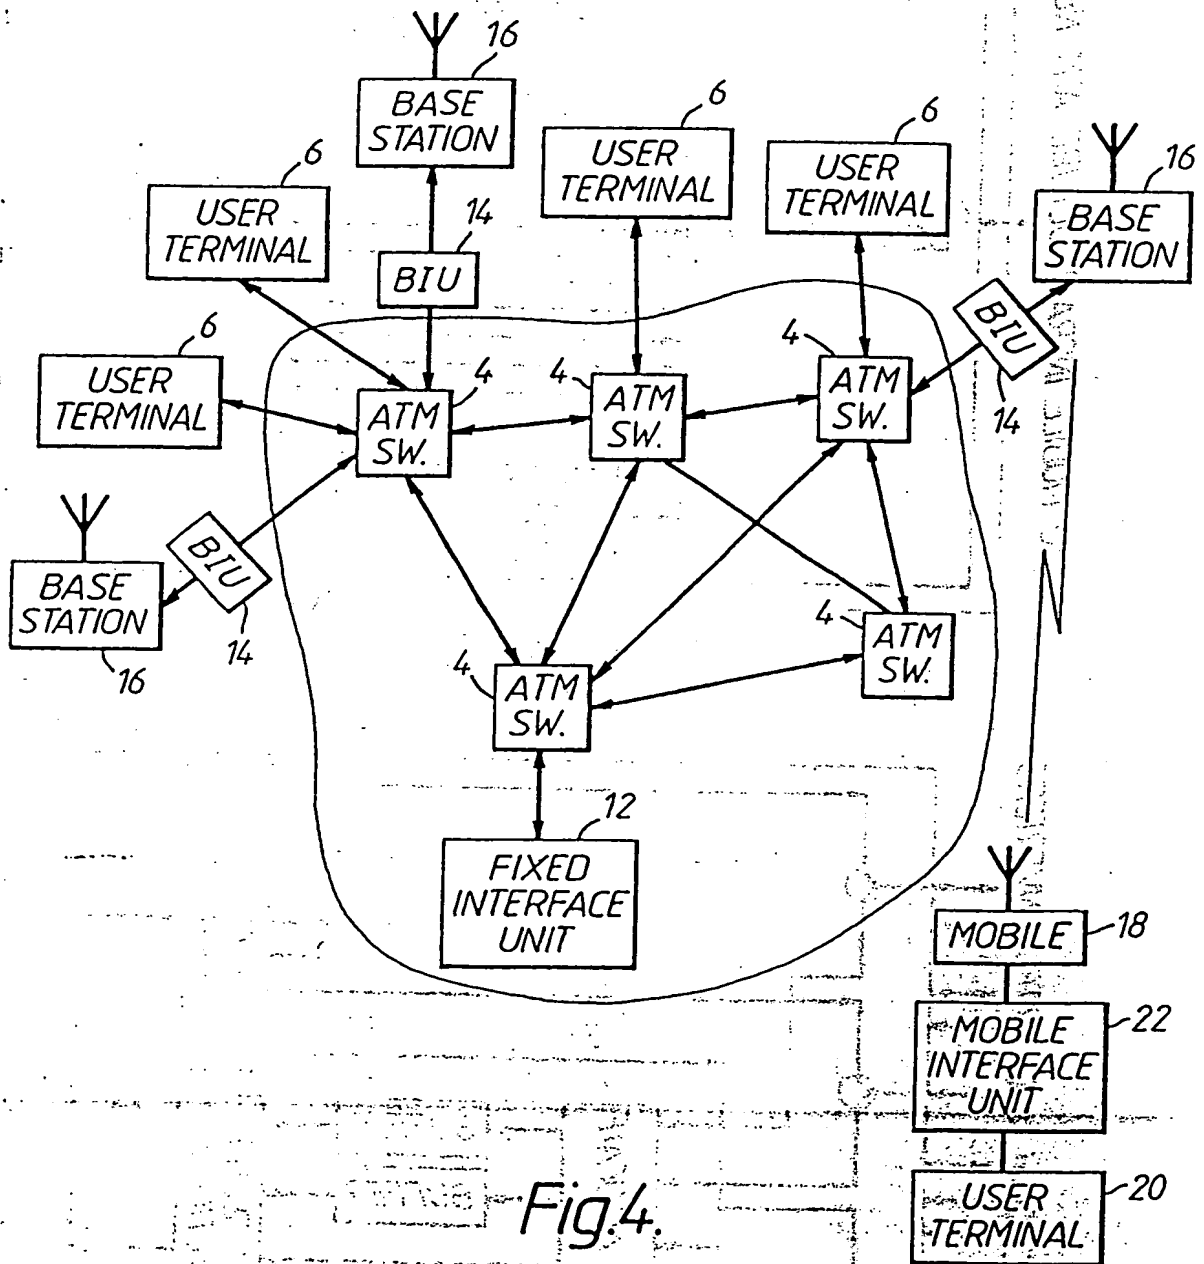 16
BASE
STATION
6
USER
TERMINAL
6
USER
TERMINAL
16
BASE
STATION
6
USER
TERMINAL
14
BIU
BIU
14
6
USER
TERMINAL
4
ATM
SW.
4
ATM
SW.
4
ATM
SW.
BIU
14
BASE
STATION
16
4
ATM
SW.
4
ATM
SW.
12
FIXED
INTERFACE
UNIT
MOBILE
18
MOBILE
INTERFACE
UNIT
22
USER
TERMINAL
20
Fig.4.